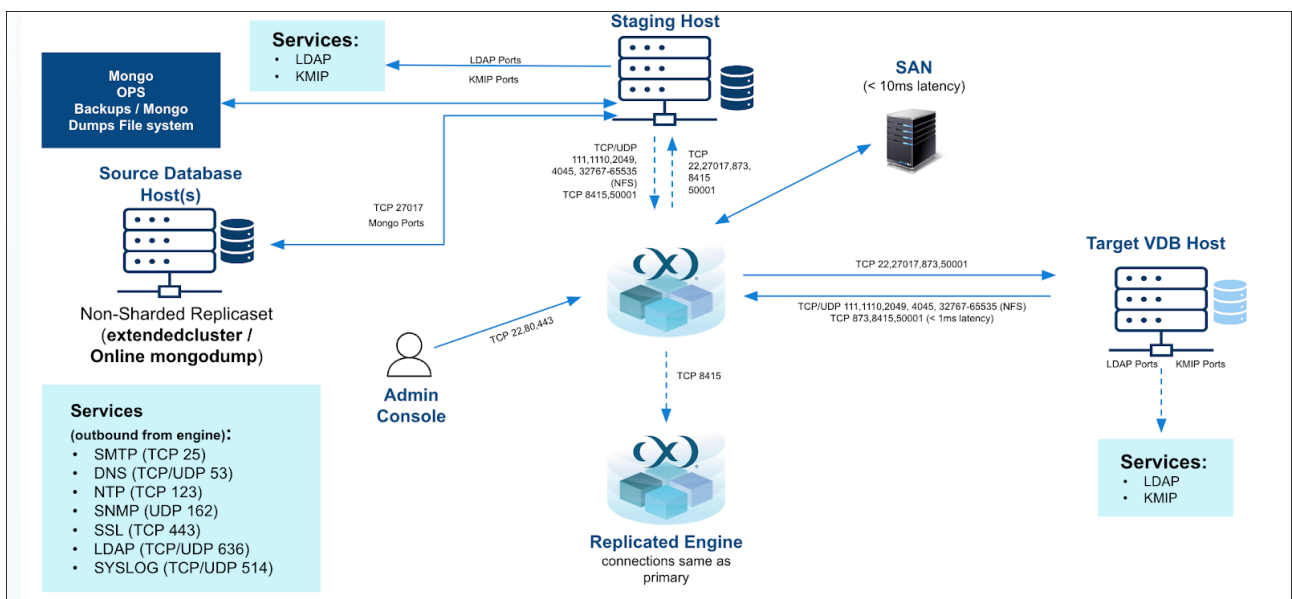 Staging Host
Services:
• LDAP
• KMIP
LDAP Ports
KMIP Ports
SAN
(< 10ms latency)
Mongo
OPS
Backups / Mongo
Dumps File system
TCP/UDP
111,1110,2049,
4045, 32767-65535
(NFS)
TCP 8415,50001
TCP
22,27017,873,
8415
50001
Source Database
Host(s)
TCP 27017
Mongo Ports
Non-Sharded Replicaset
(extendedcluster /
Online mongodump)
Target VDB Host
TCP 22,27017,873,50001
TCP/UDP 111,1110,2049, 4045, 32767-65535 (NFS)
TCP 873,8415,50001 (< 1ms latency)
LDAP Ports
KMIP Ports
TCP 22,80,443
Admin
Console
TCP 8415
Services
(outbound from engine):
• SMTP (TCP 25)
• DNS (TCP/UDP 53)
• NTP (TCP 123)
• SNMP (UDP 162)
• SSL (TCP 443)
• LDAP (TCP/UDP 636)
• SYSLOG (TCP/UDP 514)
Replicated Engine
connections same as
primary
Services:
• LDAP
• KMIP